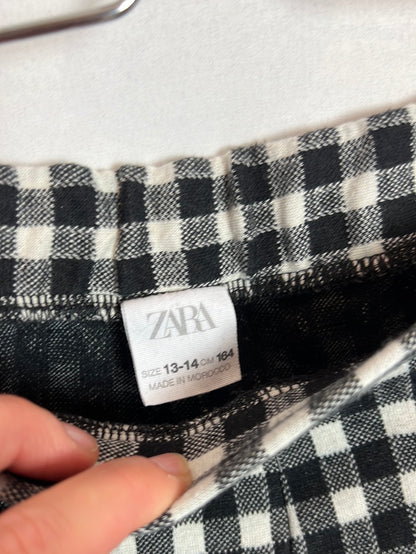 ZARA
SIZE 13-14 CM 164
MADE IN MOROCCO